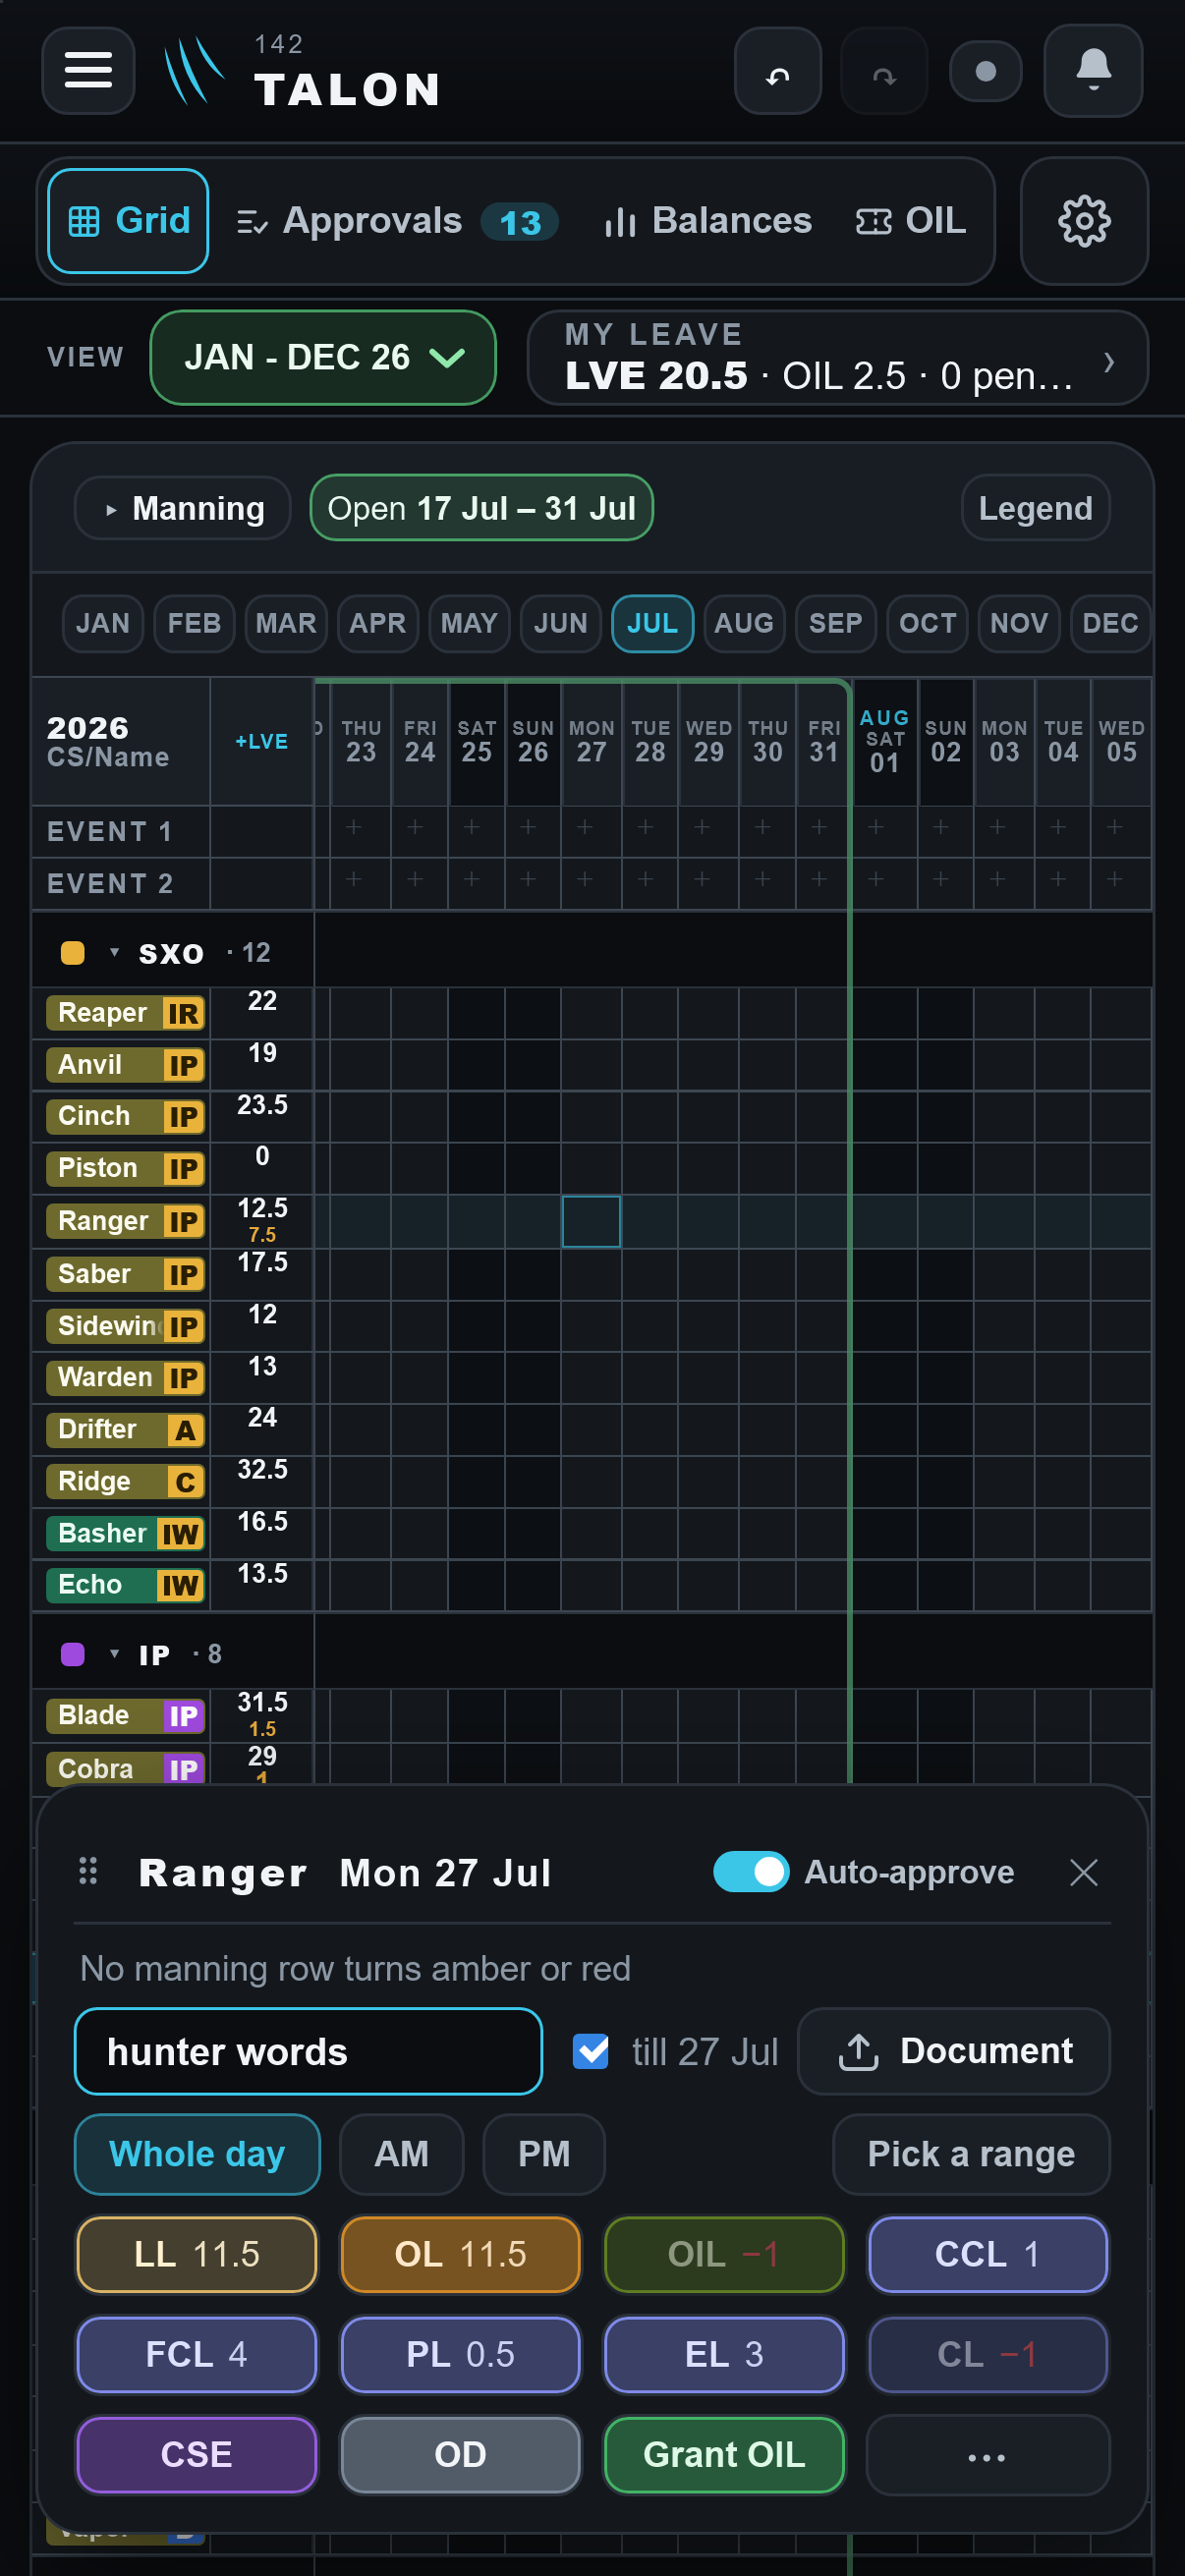 142
TALON
Grid Approvals 13 Balances OIL
VIEW JAN - DEC 26
MY LEAVE
LVE 20.5 · OIL 2.5 · 0 pen…
Manning Open 17 Jul – 31 Jul Legend
JAN FEB MAR APR MAY JUN JUL AUG SEP OCT NOV DEC
2026
CS/Name
+LVE
THU 23
FRI 24
SAT 25
SUN 26
MON 27
TUE 28
WED 29
THU 30
FRI 31
AUG SAT 01
SUN 02
MON 03
TUE 04
WED 05
EVENT 1 + + + + + + + + + + + + + +
EVENT 2 + + + + + + + + + + + + + +
SXO · 12
Reaper IR 22
Anvil IP 19
Cinch IP 23.5
Piston IP 0
Ranger IP 12.5
7.5
Saber IP 17.5
Sidewin IP 12
Warden IP 13
Drifter A 24
Ridge C 32.5
Basher IW 16.5
Echo IW 13.5
IP · 8
Blade IP 31.5
1.5
Cobra IP 29
1
Ranger Mon 27 Jul Auto-approve
No manning row turns amber or red
hunter words till 27 Jul Document
Whole day AM PM Pick a range
LL 11.5 OL 11.5 OIL −1 CCL 1
FCL 4 PL 0.5 EL 3 CL −1
CSE OD Grant OIL ...